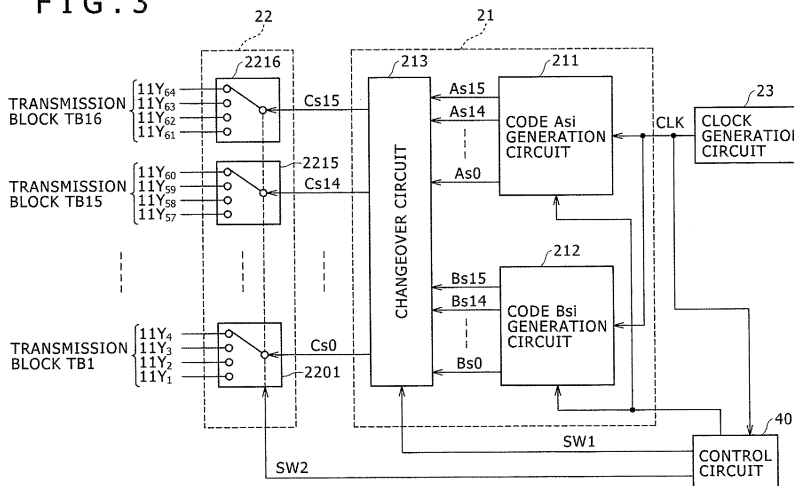 FIG. 3
22
21
2216
213
211
23
TRANSMISSION
BLOCK TB16
11Y64
11Y63
11Y62
11Y61
Cs15
As15
As14
As0
CODE Asi
GENERATION
CIRCUIT
CLK
CLOCK
GENERATION
CIRCUIT
2215
TRANSMISSION
BLOCK TB15
11Y60
11Y59
11Y58
11Y57
Cs14
CHANGEOVER CIRCUIT
212
Bs15
Bs14
Bs0
CODE Bsi
GENERATION
CIRCUIT
TRANSMISSION
BLOCK TB1
11Y4
11Y3
11Y2
11Y1
Cs0
2201
40
SW1
SW2
CONTROL
CIRCUIT